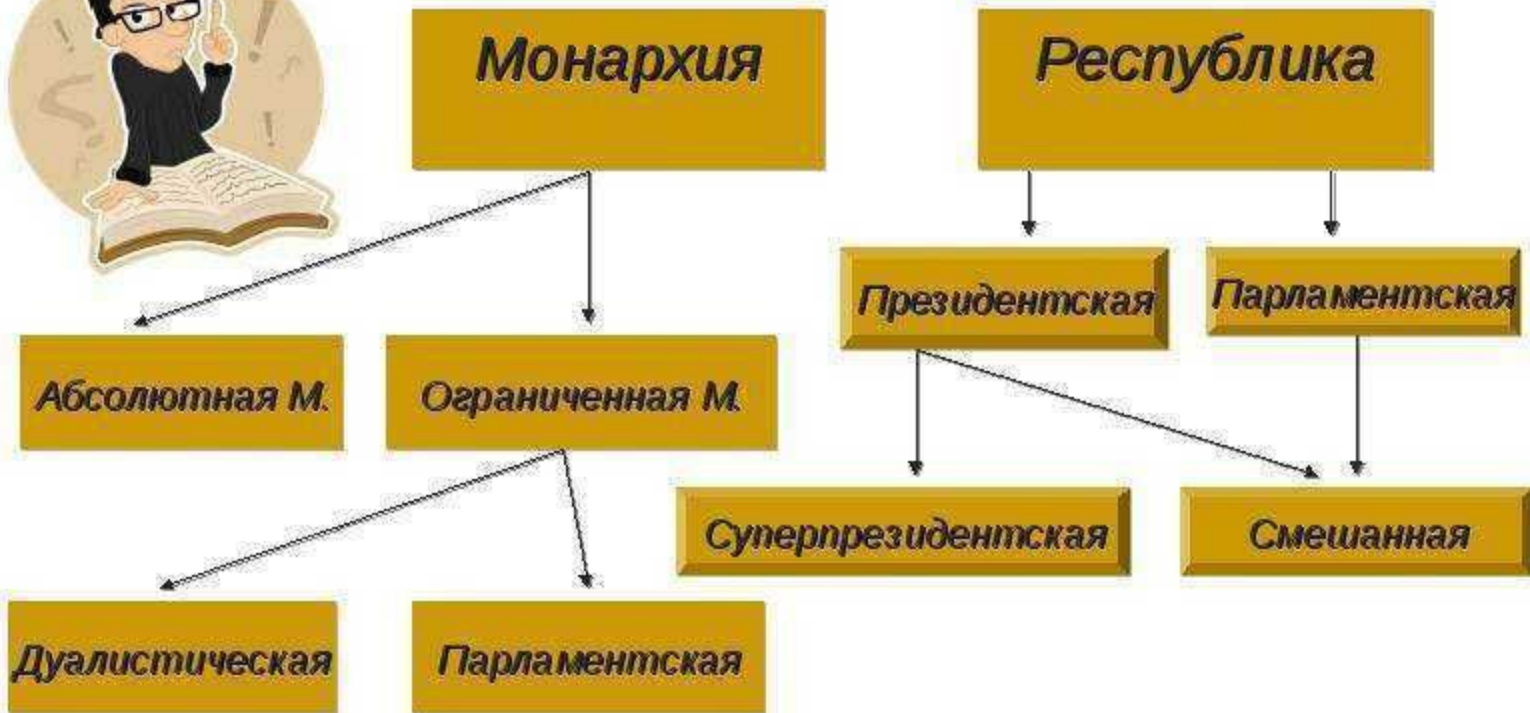 Монархия
Республика
Президентская
Парламентская
Абсолютная М.
Ограниченная М.
Суперпрезидентская
Смешанная
Дуалистическая
Парламентская